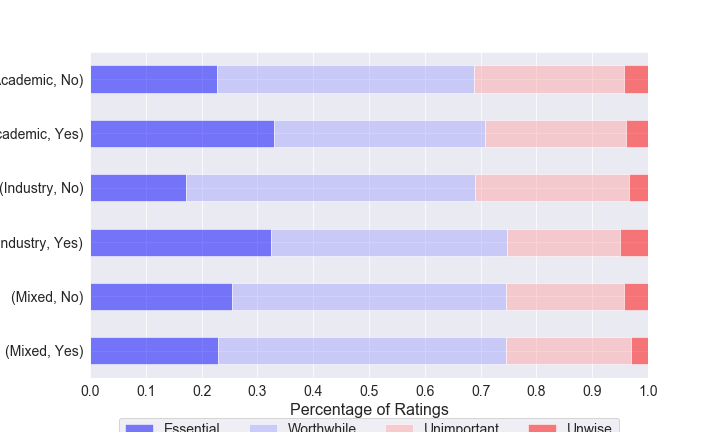 cademic, No)
cademic, Yes)
(Industry, No)
ndustry, Yes)
(Mixed, No)
(Mixed, Yes)
0.0 0.1 0.2 0.3 0.4 0.5 0.6 0.7 0.8 0.9 1.0
Percentage of Ratings
Essential Worthwhile Unimportant Unwise